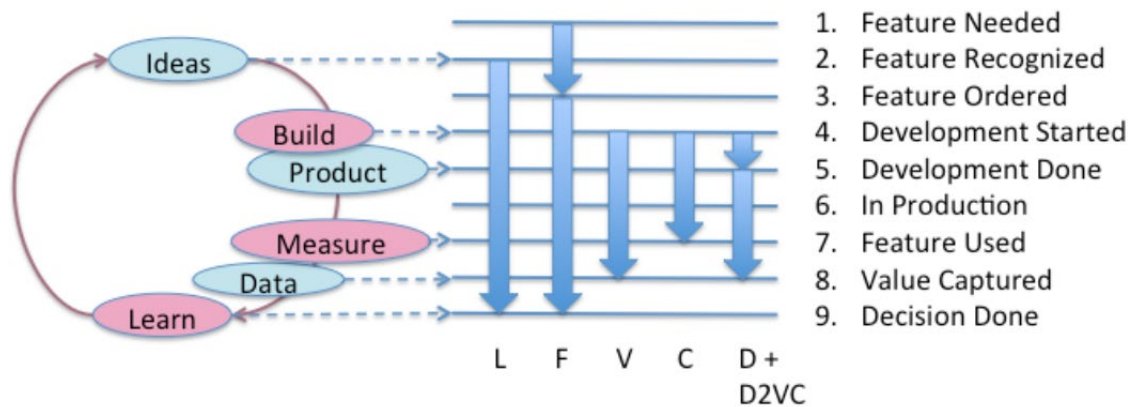 Ideas
Build
Product
Measure
Data
Learn
1. Feature Needed
2. Feature Recognized
3. Feature Ordered
4. Development Started
5. Development Done
6. In Production
7. Feature Used
8. Value Captured
9. Decision Done
L F V C D +
D2VC